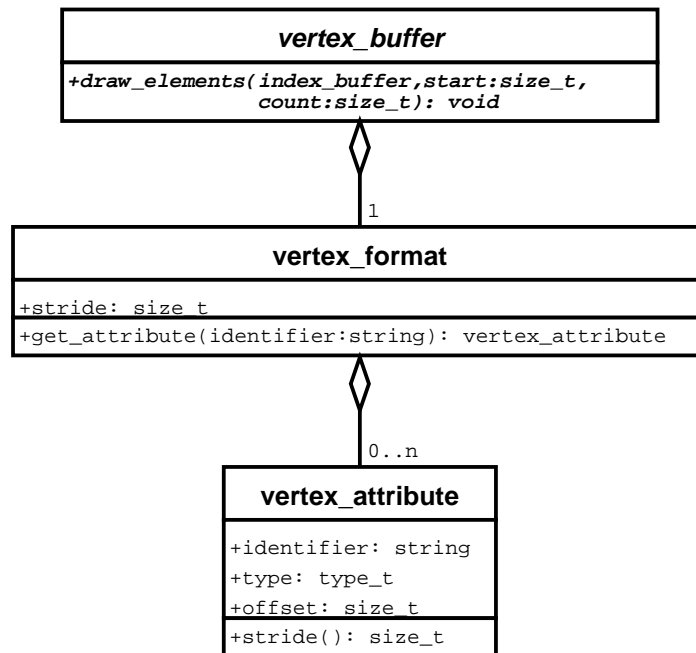 vertex_buffer
+draw_elements(index_buffer,start:size_t,
count:size_t): void
1
vertex_format
+stride: size_t
+get_attribute(identifier:string): vertex_attribute
0..n
vertex_attribute
+identifier: string
+type: type_t
+offset: size_t
+stride(): size_t